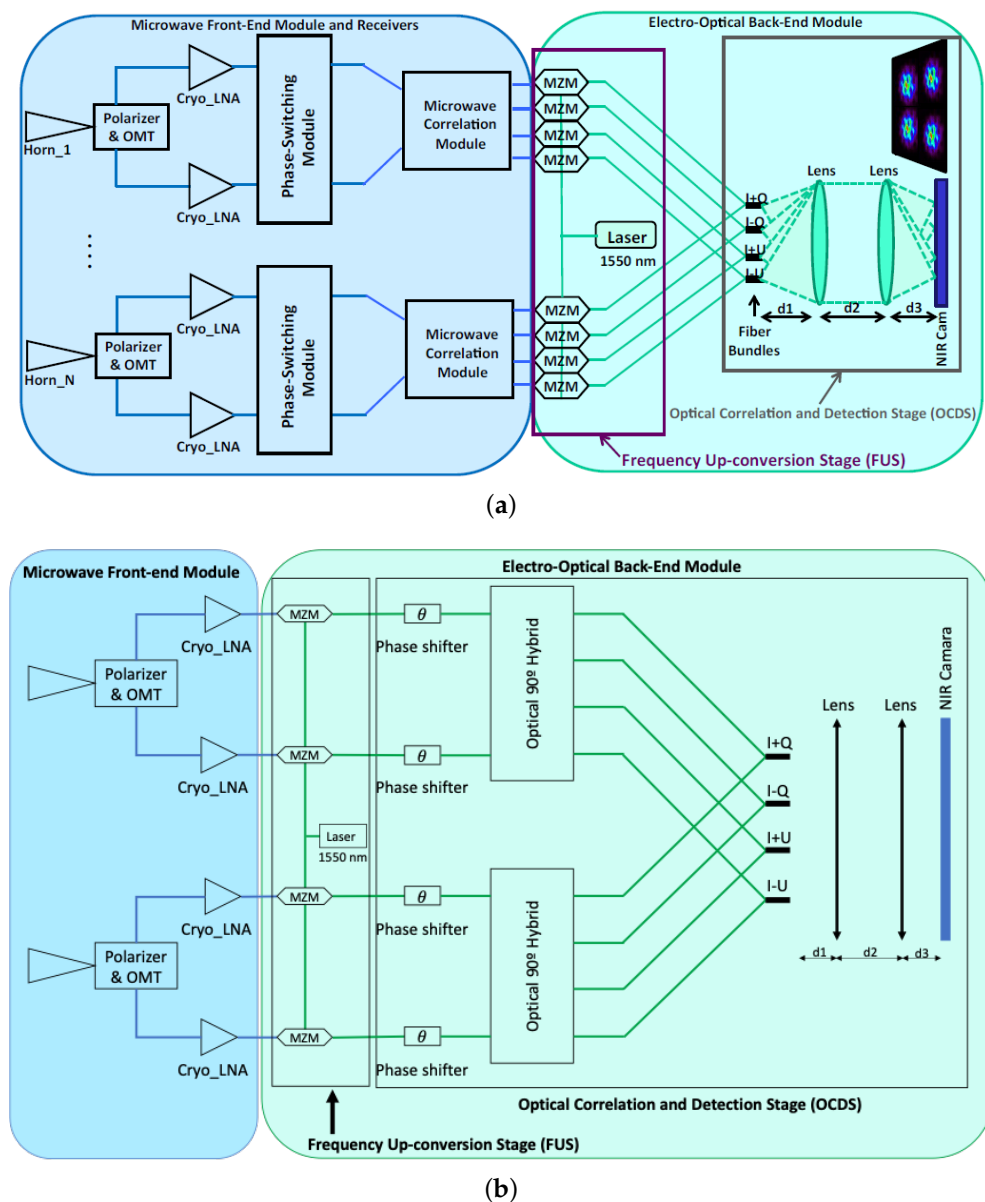 Microwave Front-End Module and Receivers
Electro-Optical Back-End Module
Horn_1
Polarizer
& OMT
Cryo_LNA
Cryo_LNA
Phase-Switching
Module
Microwave
Correlation
Module
MZM
MZM
MZM
MZM
Laser
1550 nm
I+Q
I-Q
I+U
I-U
Lens
Lens
NIR Cam
d1
d2
d3
Fiber
Bundles
Horn_N
Polarizer
& OMT
Cryo_LNA
Cryo_LNA
Phase-Switching
Module
Microwave
Correlation
Module
MZM
MZM
MZM
MZM
Optical Correlation and Detection Stage (OCDS)
Frequency Up-conversion Stage (FUS)
(a)
Microwave Front-end Module
Electro-Optical Back-End Module
Polarizer
& OMT
Cryo_LNA
Cryo_LNA
MZM
MZM
θ
Phase shifter
θ
Phase shifter
Optical 90º Hybrid
Laser
1550 nm
Polarizer
& OMT
Cryo_LNA
Cryo_LNA
MZM
MZM
θ
Phase shifter
θ
Phase shifter
Optical 90º Hybrid
I+Q
I-Q
I+U
I-U
Lens
Lens
NIR Camara
d1
d2
d3
Optical Correlation and Detection Stage (OCDS)
Frequency Up-conversion Stage (FUS)
(b)